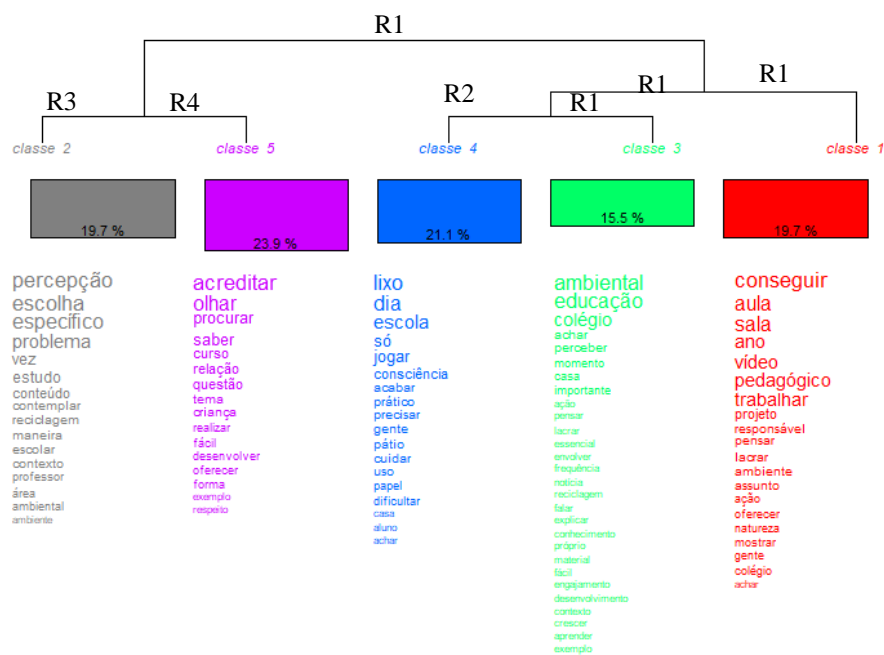 R1
R3
R4
R2
R1
R1
R1
classe 2
classe 5
classe 4
classe 3
classe 1
19.7 %
23.9 %
21.1 %
15.5 %
19.7 %
percepção
escolha
específico
problema
vez
estudo
conteúdo
contemplar
reciclagem
maneira
escolar
contexto
professor
área
ambiental
ambiente
acreditar
olhar
procurar
saber
curso
relação
questão
tema
criança
realizar
fácil
desenvolver
oferecer
forma
exemplo
respeito
lixo
dia
escola
só
jogar
consciência
acabar
prático
precisar
gente
pátio
cuidar
uso
papel
dificultar
casa
aluno
achar
ambiental
educação
colégio
achar
perceber
momento
casa
importante
ação
pensar
lacrar
essencial
envolver
frequência
notícia
reciclagem
falar
explicar
conhecimento
próprio
material
fácil
engajamento
desenvolvimento
contexto
crescer
aprender
exemplo
conseguir
aula
sala
ano
vídeo
pedagógico
trabalhar
projeto
responsável
pensar
lacrar
ambiente
assunto
ação
oferecer
natureza
mostrar
gente
colégio
achar